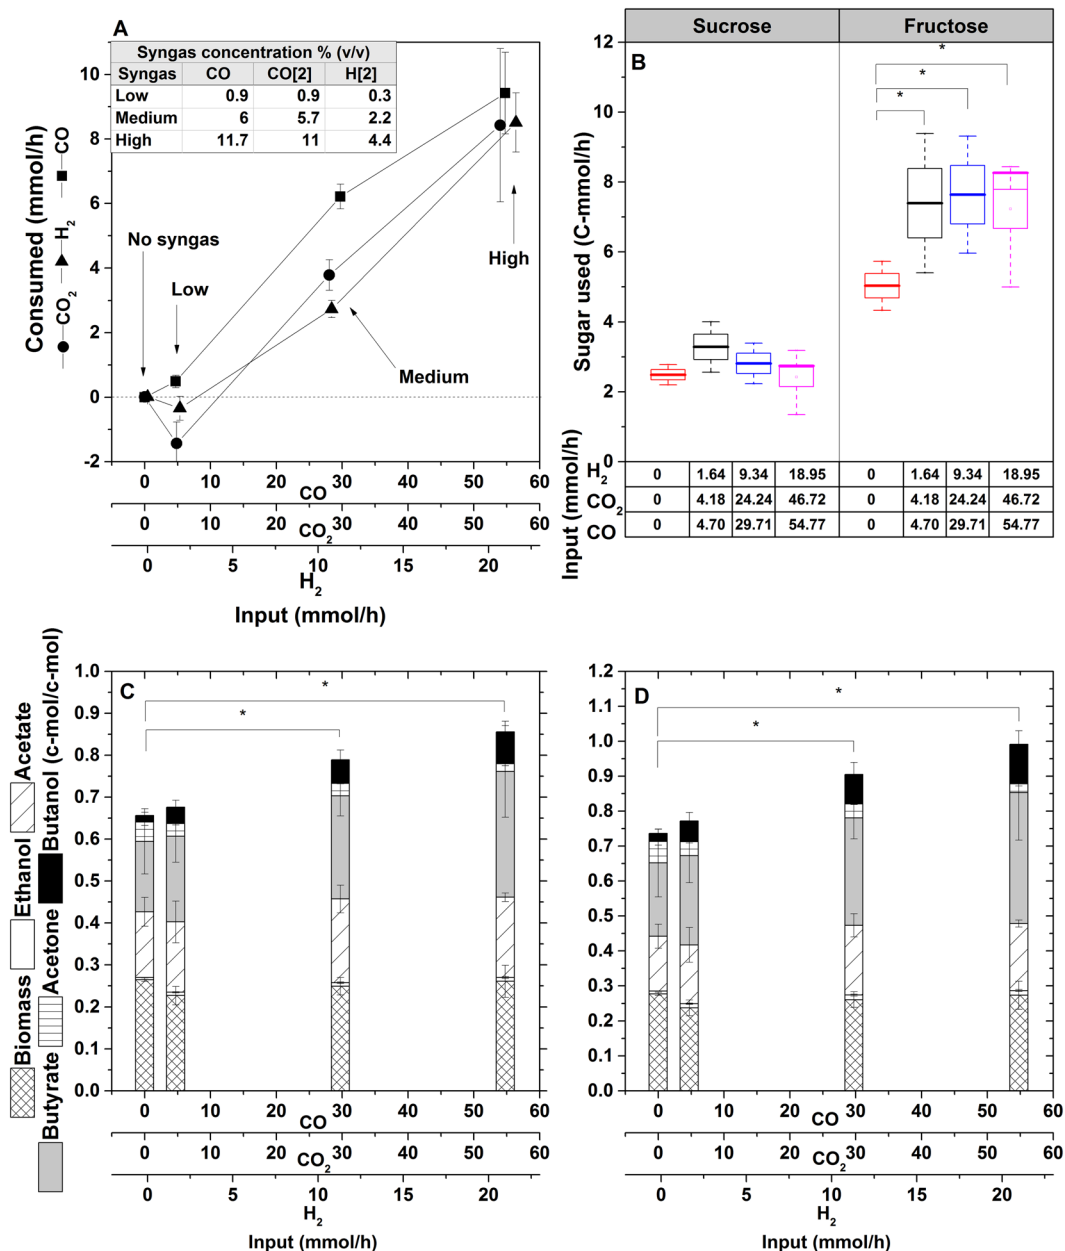 A
Syngas concentration % (v/v)
Syngas CO CO[2] H[2]
Low 0.9 0.9 0.3
Medium 6 5.7 2.2
High 11.7 11 4.4
Consumed (mmol/h)
CO₂ H₂ CO
10
8
6
4
2
0
-2
No syngas
Low
Medium
High
0 10 20 30 40 50 60
CO
0 10 20 30 40 50 60
CO₂
0 5 10 15 20
H₂
Input (mmol/h)
Sucrose Fructose
B
Sugar used (C-mmol/h)
12
10
8
6
4
2
0
* * *
Input (mmol/h)
H₂ 0 1.64 9.34 18.95 0 1.64 9.34 18.95
CO₂ 0 4.18 24.24 46.72 0 4.18 24.24 46.72
CO 0 4.70 29.71 54.77 0 4.70 29.71 54.77
Biomass Ethanol Acetate
Butyrate Acetone Butanol (c-mol/c-mol)
C
* *
1.0
0.9
0.8
0.7
0.6
0.5
0.4
0.3
0.2
0.1
0.0
0 10 20 30 40 50 60
CO
0 10 20 30 40 50 60
CO₂
0 5 10 15 20
H₂
Input (mmol/h)
D
* *
1.2
1.1
1.0
0.9
0.8
0.7
0.6
0.5
0.4
0.3
0.2
0.1
0.0
0 10 20 30 40 50 60
CO
0 10 20 30 40 50 60
CO₂
0 5 10 15 20
H₂
Input (mmol/h)